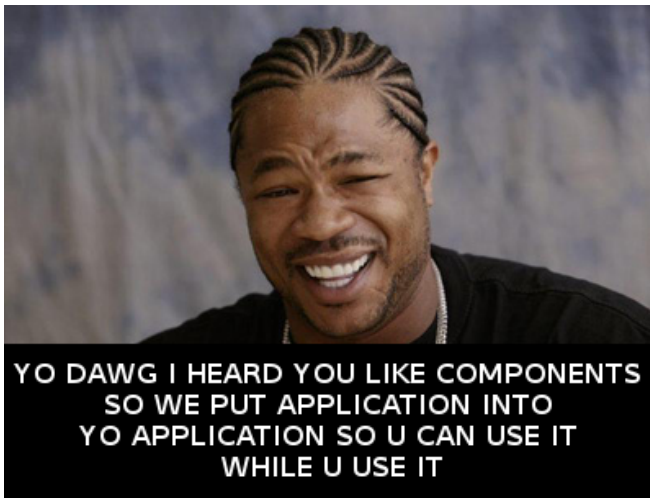 YO DAWG I HEARD YOU LIKE COMPONENTS
SO WE PUT APPLICATION INTO
YO APPLICATION SO U CAN USE IT
WHILE U USE IT